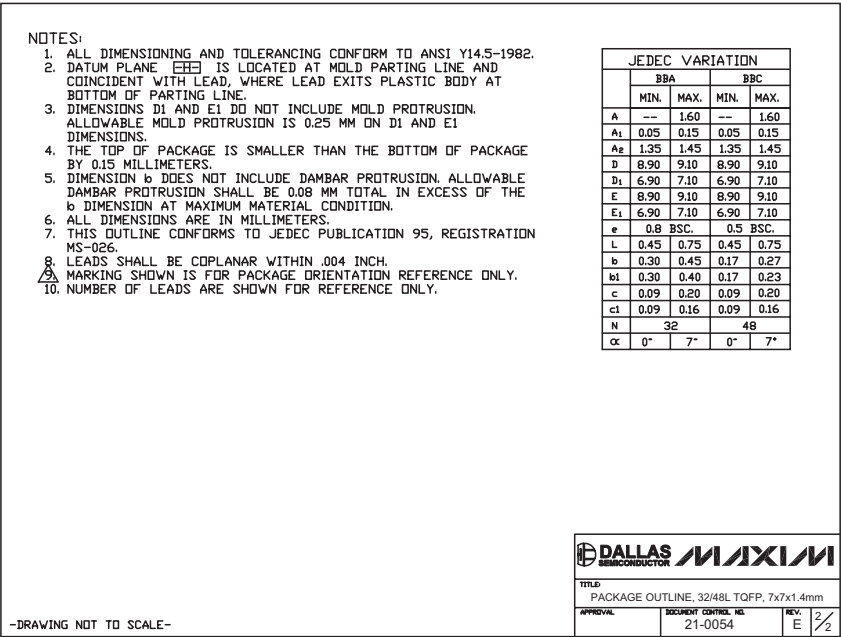 NOTES:
1. ALL DIMENSIONING AND TOLERANCING CONFORM TO ANSI Y14.5-1982.
2. DATUM PLANE -H- IS LOCATED AT MOLD PARTING LINE AND
COINCIDENT WITH LEAD, WHERE LEAD EXITS PLASTIC BODY AT
BOTTOM OF PARTING LINE.
3. DIMENSIONS D1 AND E1 DO NOT INCLUDE MOLD PROTRUSION.
ALLOWABLE MOLD PROTRUSION IS 0.25 MM ON D1 AND E1
DIMENSIONS.
4. THE TOP OF PACKAGE IS SMALLER THAN THE BOTTOM OF PACKAGE
BY 0.15 MILLIMETERS.
5. DIMENSION b DOES NOT INCLUDE DAMBAR PROTRUSION. ALLOWABLE
DAMBAR PROTRUSION SHALL BE 0.08 MM TOTAL IN EXCESS OF THE
b DIMENSION AT MAXIMUM MATERIAL CONDITION.
6. ALL DIMENSIONS ARE IN MILLIMETERS.
7. THIS OUTLINE CONFORMS TO JEDEC PUBLICATION 95, REGISTRATION
MS-026.
8. LEADS SHALL BE COPLANAR WITHIN .004 INCH.
9. MARKING SHOWN IS FOR PACKAGE ORIENTATION REFERENCE ONLY.
10. NUMBER OF LEADS ARE SHOWN FOR REFERENCE ONLY.
JEDEC VARIATION
BBA BBC
MIN. MAX. MIN. MAX.
A -- 1.60 -- 1.60
A1 0.05 0.15 0.05 0.15
A2 1.35 1.45 1.35 1.45
D 8.90 9.10 8.90 9.10
D1 6.90 7.10 6.90 7.10
E 8.90 9.10 8.90 9.10
E1 6.90 7.10 6.90 7.10
e 0.8 BSC. 0.5 BSC.
L 0.45 0.75 0.45 0.75
b 0.30 0.45 0.17 0.27
b1 0.30 0.40 0.17 0.23
c 0.09 0.20 0.09 0.20
c1 0.09 0.16 0.09 0.16
N 32 48
α 0° 7° 0° 7°
DALLAS SEMICONDUCTOR MAXIM
TITLE:
PACKAGE OUTLINE, 32/48L TQFP, 7x7x1.4mm
APPROVAL DOCUMENT CONTROL NO. REV.
21-0054 E 2/2
-DRAWING NOT TO SCALE-